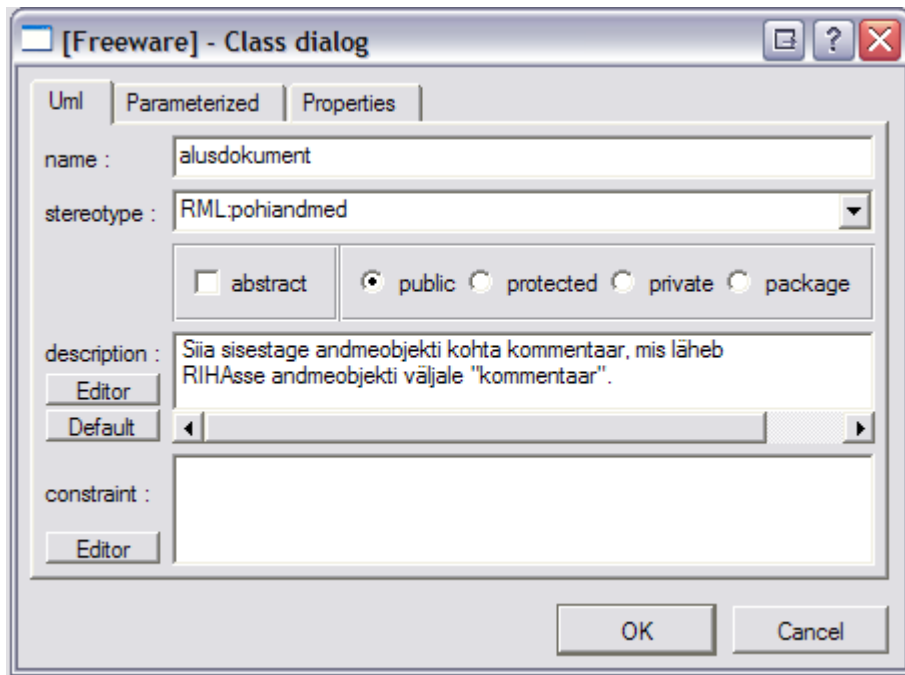 [Freeware] - Class dialog
Uml Parameterized Properties
name : alusdokument
stereotype : RML:pohiandmed
abstract public protected private package
description : Siia sisestage andmeobjekti kohta kommentaar, mis läheb
RIHAsse andmeobjekti väljale "kommentaar".
Editor
Default
constraint :
Editor
OK Cancel